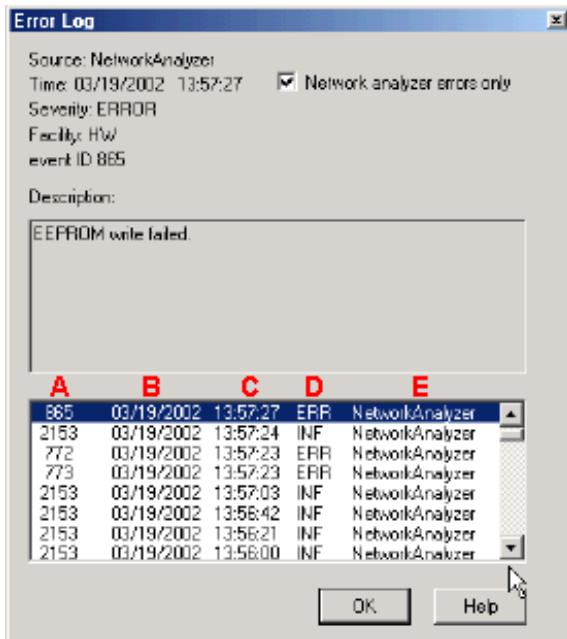 Error Log
Source: NetworkAnalyzer
Time: 03/19/2002 13:57:27
Network analyzer errors only
Severity: ERROR
Facility: HW
event ID 865
Description:
EEPROM write failed.
A B C D E
865 03/19/2002 13:57:27 ERR NetworkAnalyzer
2153 03/19/2002 13:57:24 INF NetworkAnalyzer
772 03/19/2002 13:57:23 ERR NetworkAnalyzer
773 03/19/2002 13:57:23 ERR NetworkAnalyzer
2153 03/19/2002 13:57:03 INF NetworkAnalyzer
2153 03/19/2002 13:56:42 INF NetworkAnalyzer
2153 03/19/2002 13:56:21 INF NetworkAnalyzer
2153 03/19/2002 13:56:00 INF NetworkAnalyzer
OK Help